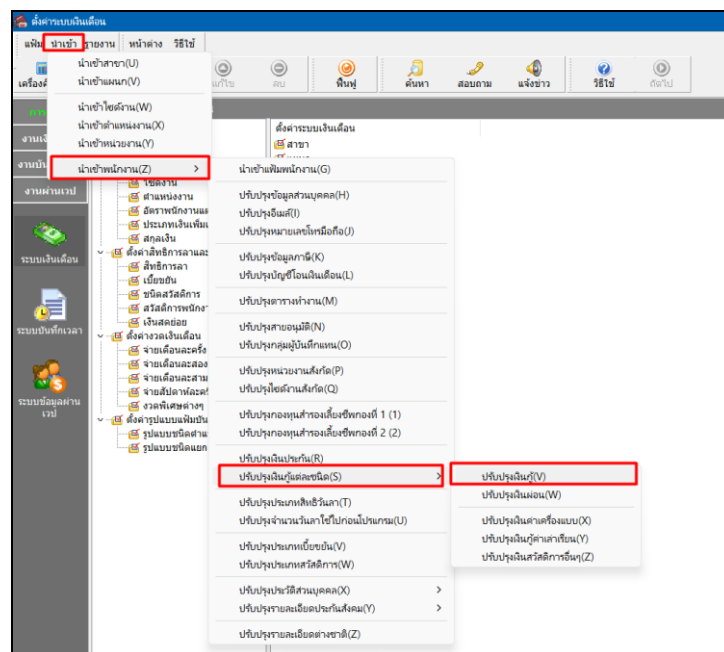 ตั้งค่าระบบเงินเดือน
แฟ้ม นำเข้า รายงาน หน้าต่าง วิธีใช้
แก้ไข ลบ ฟื้นฟู ค้นหา สอบถาม แจ้งข่าว วิธีใช้ ถัดไป
นำเข้าสาขา(U)
นำเข้าแผนก(V)
นำเข้าไซต์งาน(W)
นำเข้าตำแหน่งงาน(X)
นำเข้าหน่วยงาน(Y)
นำเข้าพนักงาน(Z)
งานผ่านเวป
ระบบเงินเดือน
ระบบบันทึกเวลา
ระบบข้อมูลผ่าน
เวป
ตั้งค่าระบบเงินเดือน
สาขา
ไซต์งาน
ตำแหน่งงาน
อัตราพนักงานแต
ประเภทเงินเพิ่มเ
สกุลเงิน
ตั้งค่าสิทธิการลาและ
สิทธิการลา
เบี้ยขยัน
ชนิดสวัสดิการ
สวัสดิการพนักง
เงินสดย่อย
ตั้งค่างวดเงินเดือน
จ่ายเดือนละครั้ง
จ่ายเดือนละสอง
จ่ายเดือนละสาม
จ่ายสัปดาห์ละคร
งวดพิเศษต่างๆ
ตั้งค่ารูปแบบแฟ้มบัน
รูปแบบชนิดตำแ
รูปแบบชนิดแยก
นำเข้าแฟ้มพนักงาน(G)
ปรับปรุงข้อมูลส่วนบุคคล(H)
ปรับปรุงอีเมล์(I)
ปรับปรุงหมายเลขโทรมือถือ(J)
ปรับปรุงข้อมูลภาษี(K)
ปรับปรุงบัญชีโอนเงินเดือน(L)
ปรับปรุงตารางทำงาน(M)
ปรับปรุงสายอนุมัติ(N)
ปรับปรุงกลุ่มผู้บันทึกแทน(O)
ปรับปรุงหน่วยงานสังกัด(P)
ปรับปรุงไซต์งานสังกัด(Q)
ปรับปรุงกองทุนสำรองเลี้ยงชีพกองที่ 1 (1)
ปรับปรุงกองทุนสำรองเลี้ยงชีพกองที่ 2 (2)
ปรับปรุงเงินประกัน(R)
ปรับปรุงเงินกู้แต่ละชนิด(S)
ปรับปรุงประเภทสิทธิวันลา(T)
ปรับปรุงจำนวนวันลาใช้ไปก่อนโปรแกรม(U)
ปรับปรุงประเภทเบี้ยขยัน(V)
ปรับปรุงประเภทสวัสดิการ(W)
ปรับปรุงประวัติส่วนบุคคล(X)
ปรับปรุงรายละเอียดประกันสังคม(Y)
ปรับปรุงรายละเอียดต่างชาติ(Z)
ปรับปรุงเงินกู้(V)
ปรับปรุงเงินผ่อน(W)
ปรับปรุงเงินค่าเครื่องแบบ(X)
ปรับปรุงเงินกู้ค่าเล่าเรียน(Y)
ปรับปรุงเงินสวัสดิการอื่นๆ(Z)